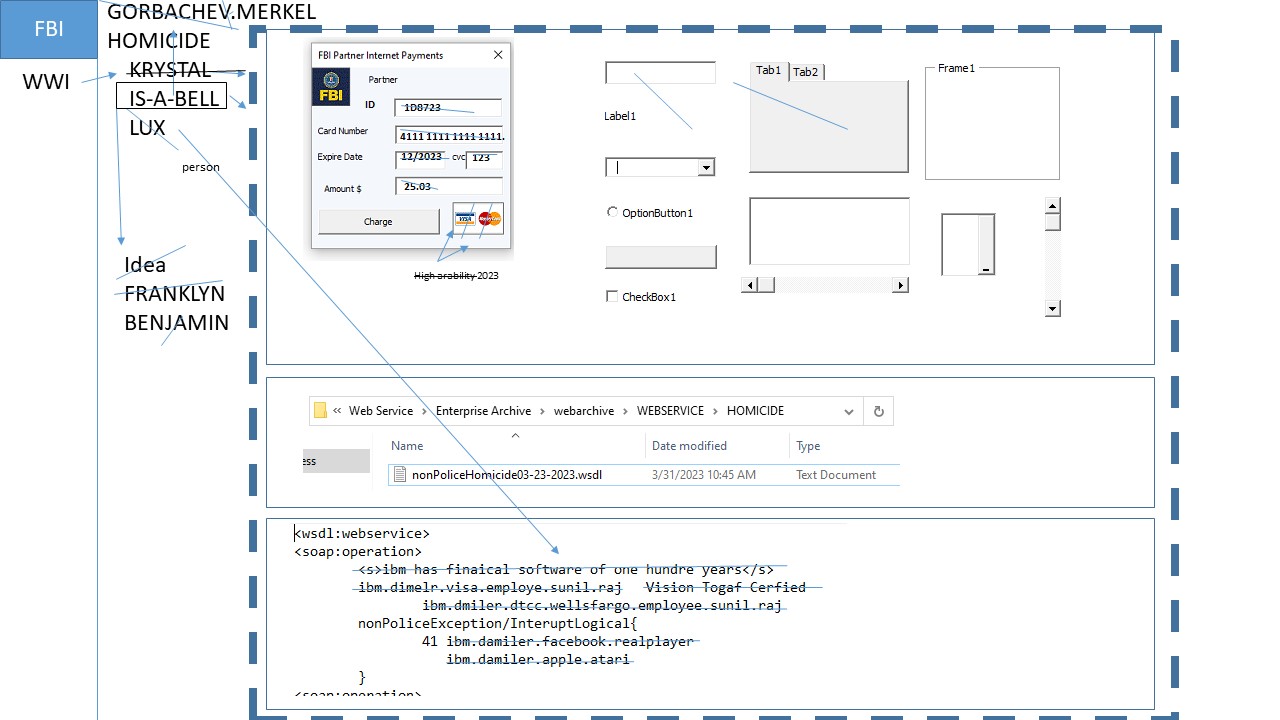 FBI
WWI
GORBACHEV.MERKEL
HOMICIDE
KRYSTAL
IS-A-BELL
LUX
person
Idea
FRANKLYN
BENJAMIN
FBI Partner Internet Payments
FBI
Partner
ID
1D8723
Card Number
4111 1111 1111 1111.
Expire Date
12/2023
cvc
123
Amount $
25.03
Charge
VISA
MasterCard
High arability 2023
Label1
OptionButton1
CheckBox1
Tab1
Tab2
Frame1
« Web Service > Enterprise Archive > webarchive > WEBSERVICE > HOMICIDE
ess
Name
Date modified
Type
nonPoliceHomicide03-23-2023.wsdl
3/31/2023 10:45 AM
Text Document
<wsdl:webservice>
<soap:operation>
<s>ibm has finaical software of one hundre years</s>
ibm.dimelr.visa.employe.sunil.raj Vision Togaf Cerfied
ibm.dmiler.dtcc.wellsfargo.employee.sunil.raj
nonPoliceException/InteruptLogical{
41 ibm.damiler.facebook.realplayer
ibm.damiler.apple.atari
}
<soap:operation>